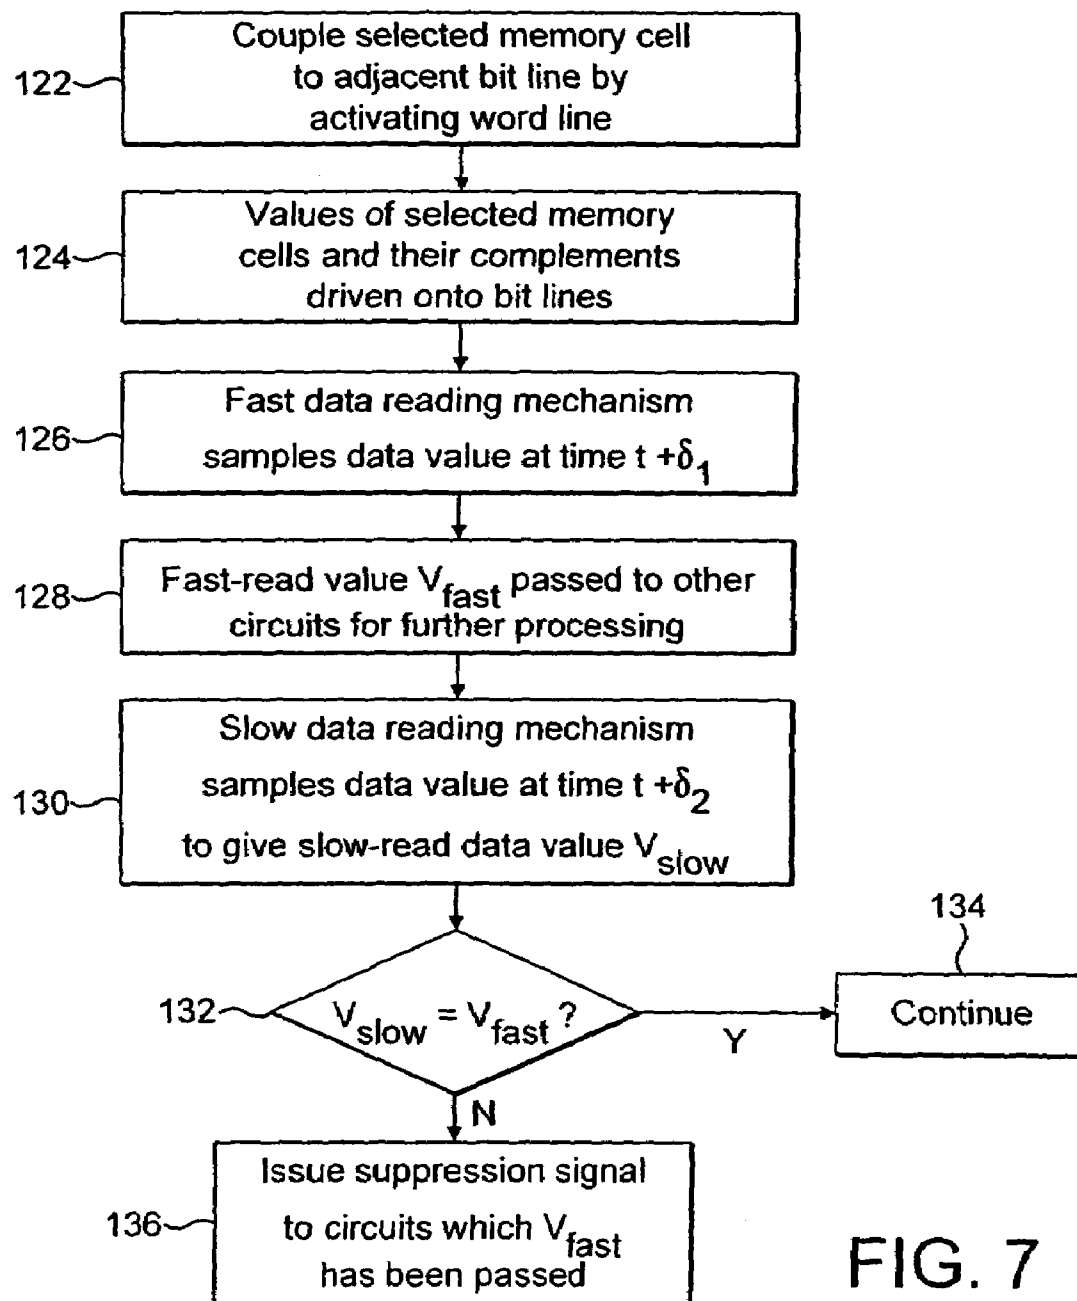 Couple selected memory cell
to adjacent bit line by
activating word line
122
Values of selected memory
cells and their complements
driven onto bit lines
124
Fast data reading mechanism
samples data value at time t +δ1
126
Fast-read value Vfast passed to other
circuits for further processing
128
Slow data reading mechanism
samples data value at time t +δ2
to give slow-read data value Vslow
130
134
Continue
132
Vslow = Vfast ?
Y
N
Issue suppression signal
to circuits which Vfast
has been passed
136
FIG. 7